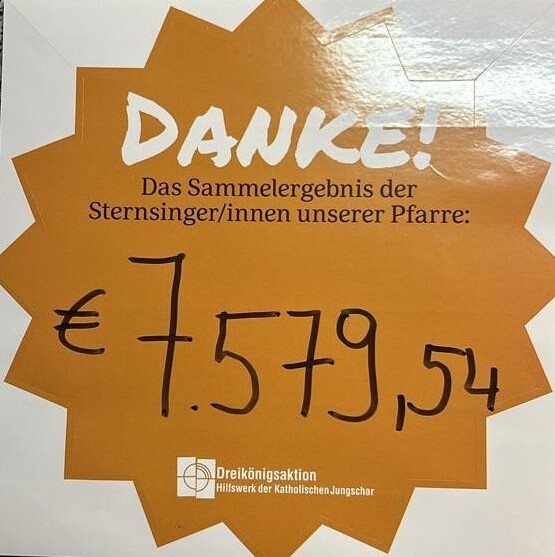 DANKE!
Das Sammelergebnis der
Sternsinger/innen unserer Pfarre:
€ 7.579,54
Dreikönigsaktion
Hilfswerk der Katholischen Jungschar